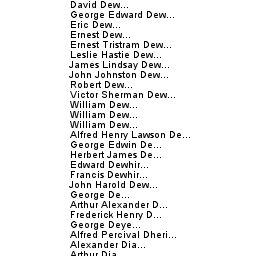 David Dew...
George Edward Dew...
Eric Dew...
Ernest Dew...
Ernest Tristram Dew...
Leslie Hastie Dew...
James Lindsay Dew...
John Johnston Dew...
Robert Dew...
Victor Sherman Dew...
William Dew...
William Dew...
William Dew...
Alfred Henry Lawson De...
George Edwin De...
Herbert James De...
Edward Dewhir...
Francis Dewhir...
John Harold Dew...
George De...
Arthur Alexander D...
Frederick Henry D...
George Deye...
Alfred Percival Dheri...
Alexander Dia...
Arthur Dia...